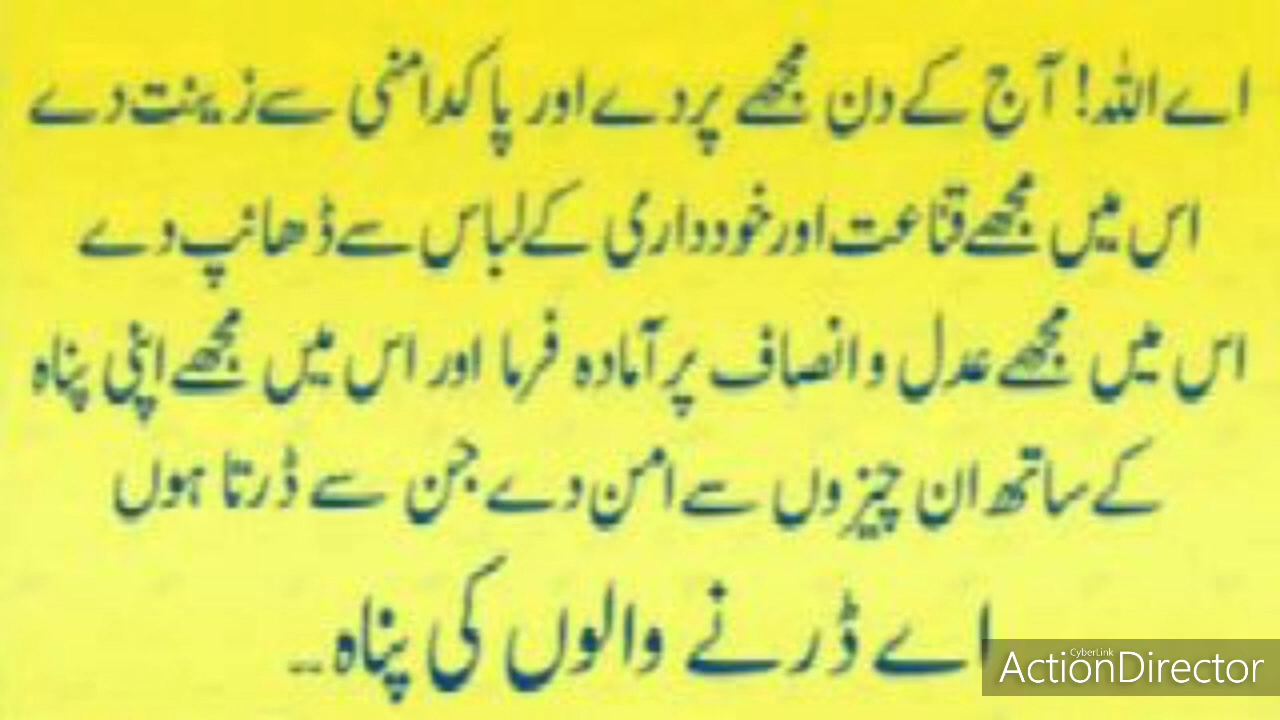 اے اللہ! آج کے دن مجھے پردے اور پاکدامنی سے زینت دے
اس میں مجھے قناعت اور خودداری کے لباس سے ڈھانپ دے
اس میں مجھے عدل و انصاف پر آمادہ فرما اور اس میں مجھے اپنی پناہ
کے ساتھ ان چیزوں سے امن دے جن سے ڈرتا ہوں
اے ڈرنے والوں کی پناہ..
CyberLink
ActionDirector